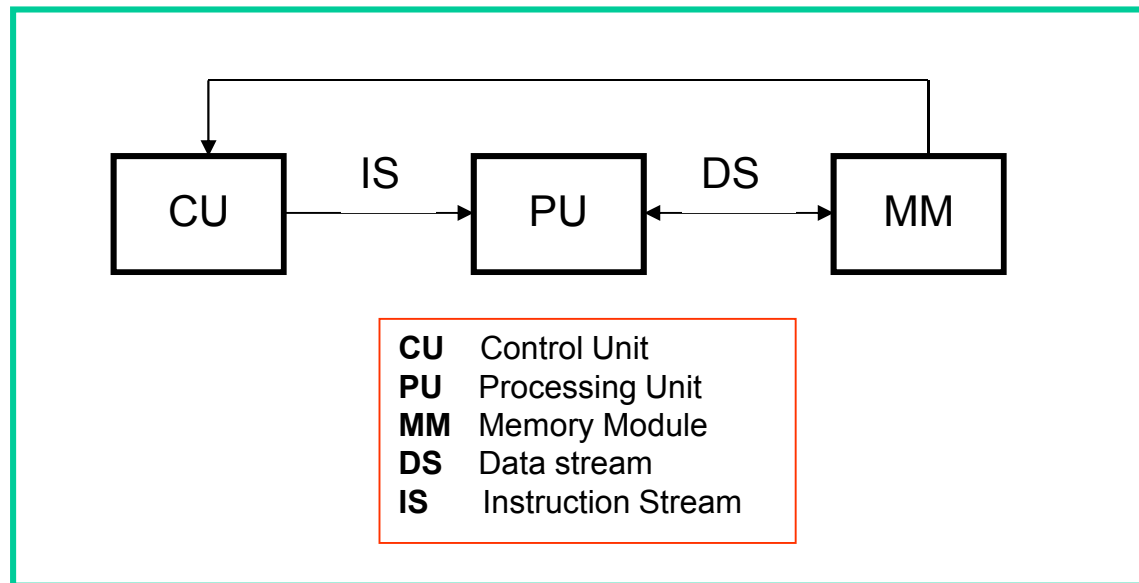 IS DS
CU PU MM
CU Control Unit
PU Processing Unit
MM Memory Module
DS Data stream
IS Instruction Stream